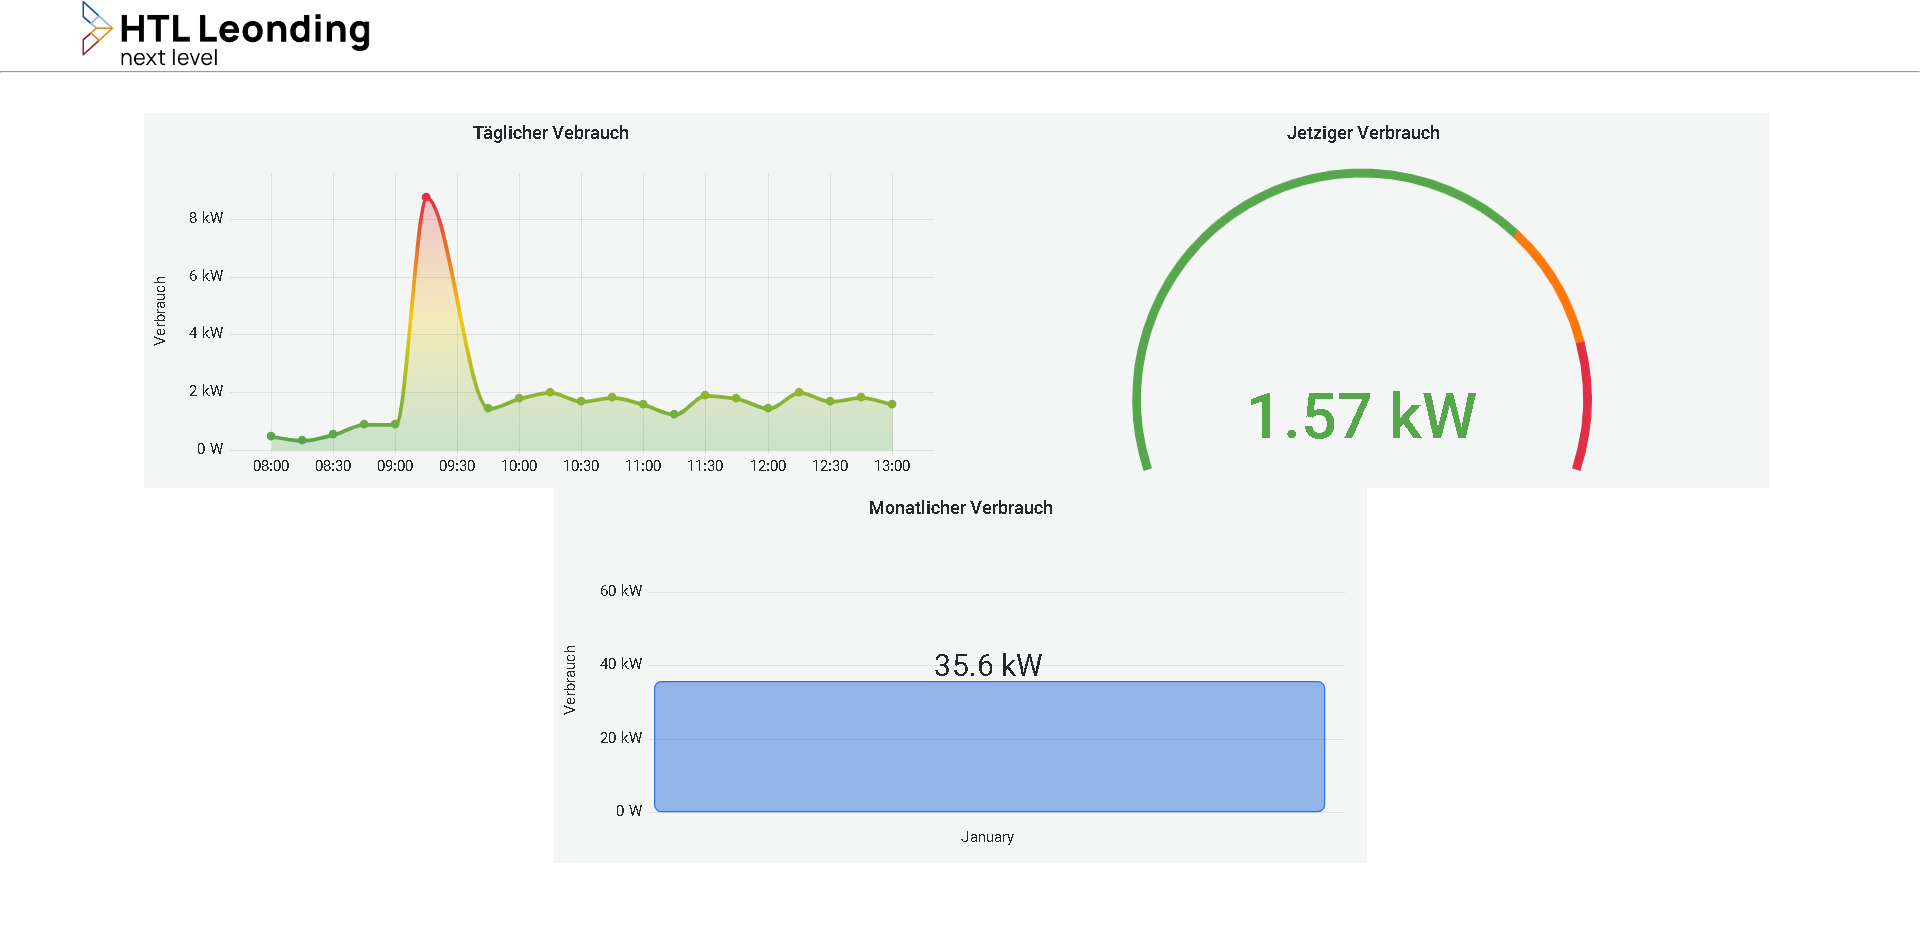 HTL Leonding
next level
Täglicher Vebrauch
Verbrauch
8 kW
6 kW
4 kW
2 kW
0 W
08:00 08:30 09:00 09:30 10:00 10:30 11:00 11:30 12:00 12:30 13:00
Jetziger Verbrauch
1.57 kW
Monatlicher Verbrauch
Verbrauch
60 kW
40 kW
20 kW
0 W
35.6 kW
January